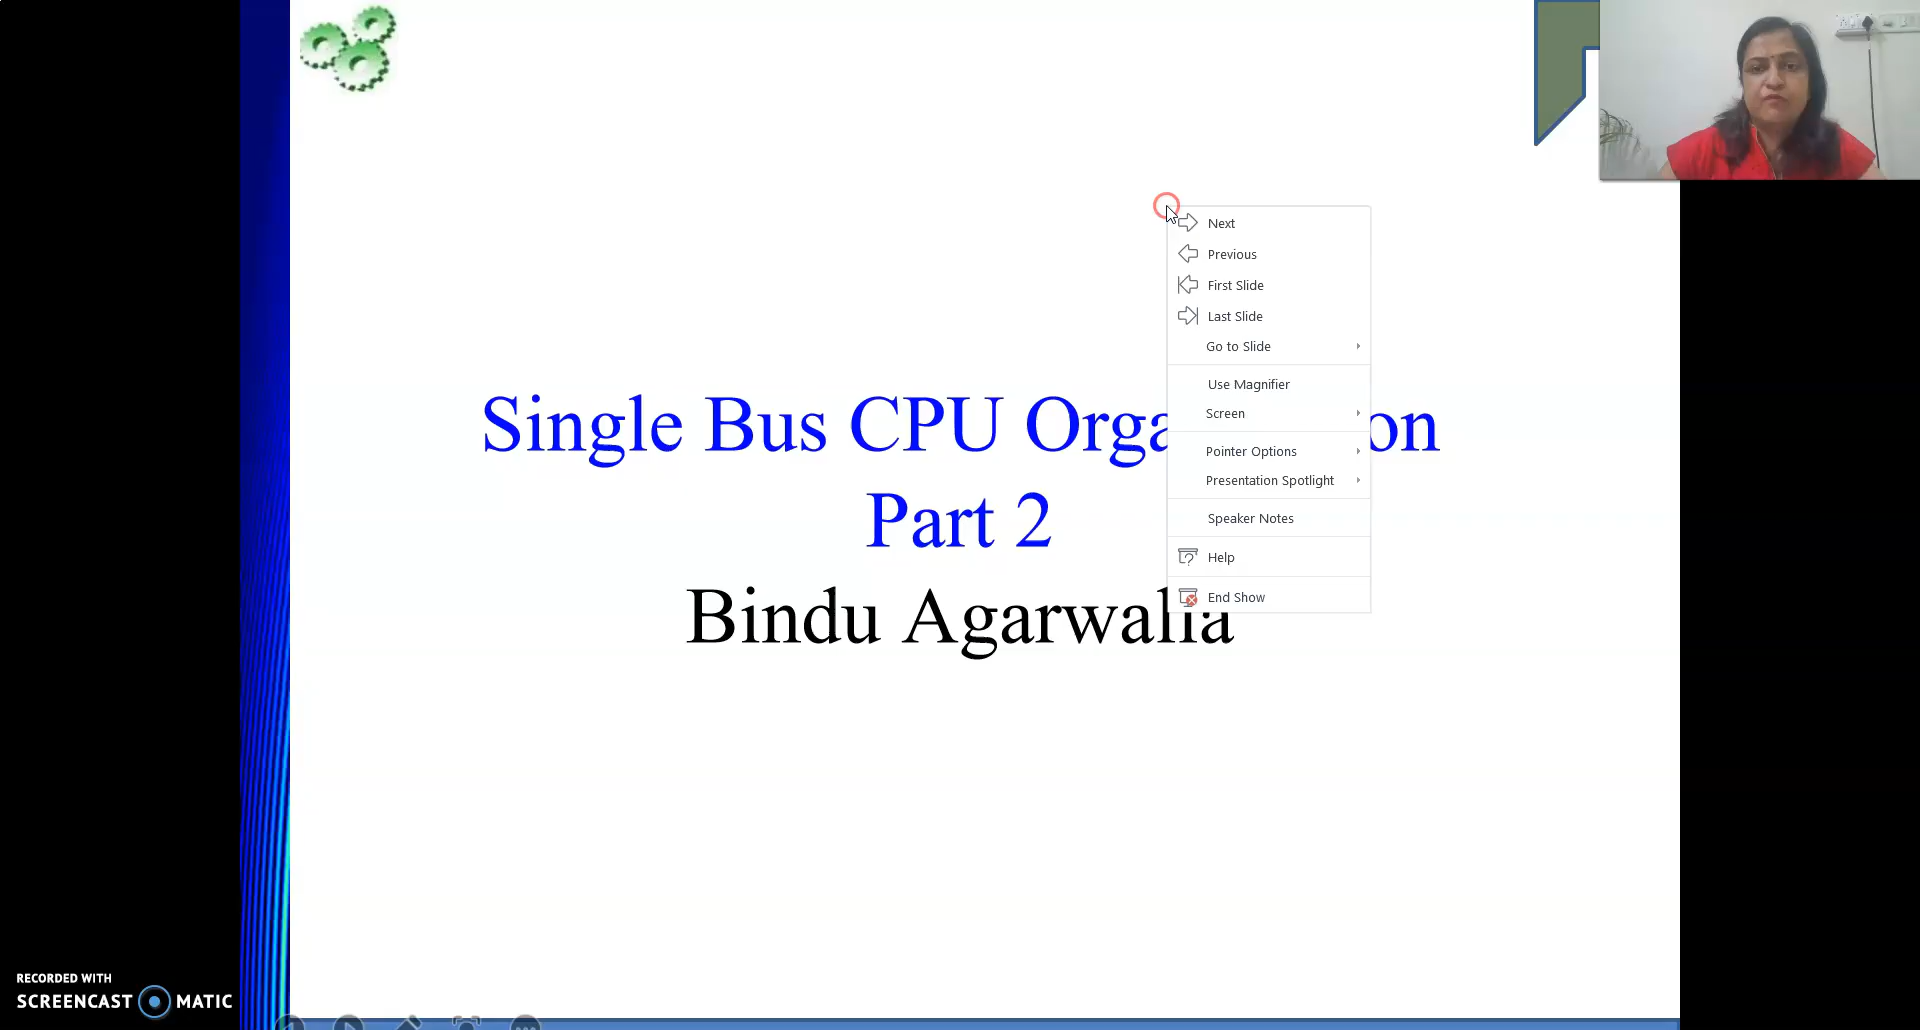 Single Bus CPU Orga on
Part 2
Bindu Agarwalla
Next
Previous
First Slide
Last Slide
Go to Slide
Use Magnifier
Screen
Pointer Options
Presentation Spotlight
Speaker Notes
Help
End Show
RECORDED WITH
SCREENCAST MATIC